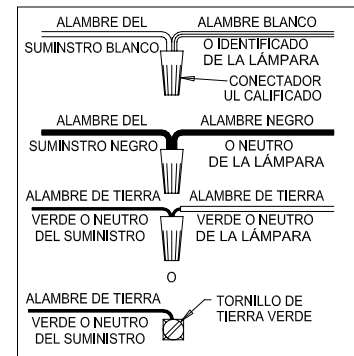 ALAMBRE DEL ALAMBRE BLANCO
SUMINSTRO BLANCO O IDENTIFICADO
DE LA LÁMPARA
CONECTADOR
UL CALIFICADO
ALAMBRE DEL ALAMBRE NEGRO
SUMINSTRO NEGRO O NEUTRO
DE LA LÁMPARA
ALAMBRE DE TIERRA ALAMBRE DE TIERRA
VERDE O NEUTRO VERDE O NEUTRO
DEL SUMINISTRO DE LA LÁMPARA
O
ALAMBRE DE TIERRA TORNILLO DE
VERDE O NEUTRO TIERRA VERDE
DEL SUMINISTRO